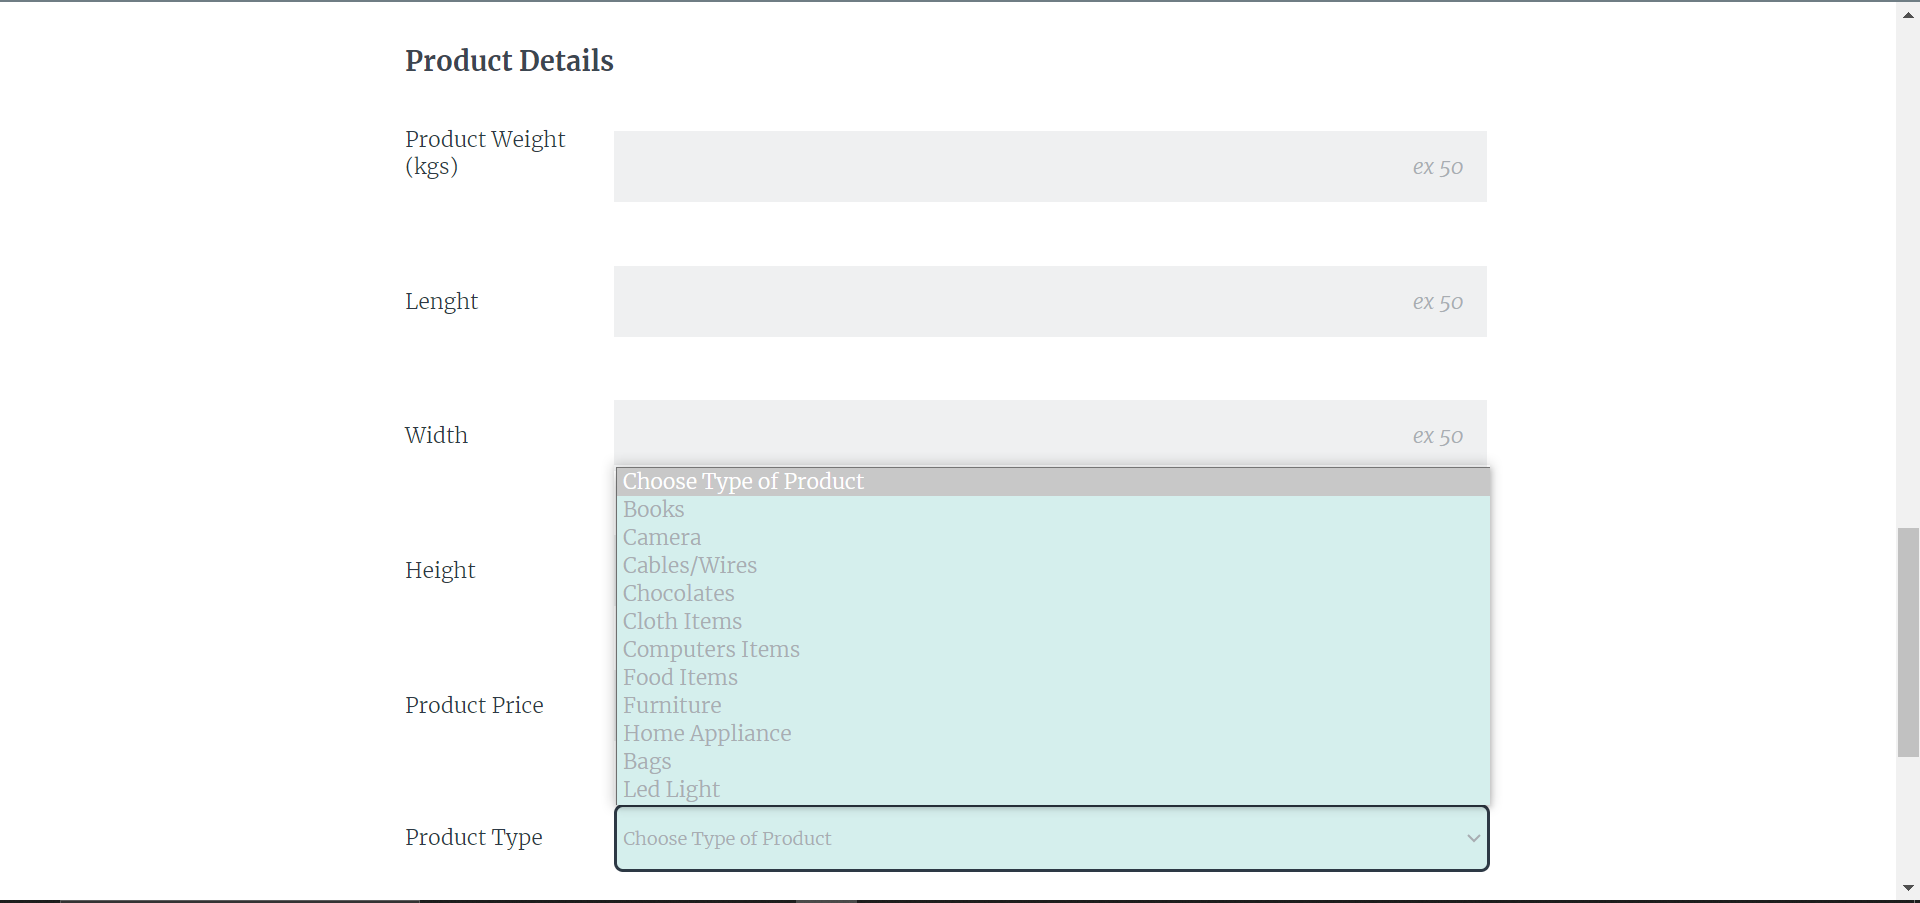 Product Details
Product Weight
(kgs)
ex 50
Lenght
ex 50
Width
ex 50
Height
Product Price
Choose Type of Product
Books
Camera
Cables/Wires
Chocolates
Cloth Items
Computers Items
Food Items
Furniture
Home Appliance
Bags
Led Light
Product Type
Choose Type of Product